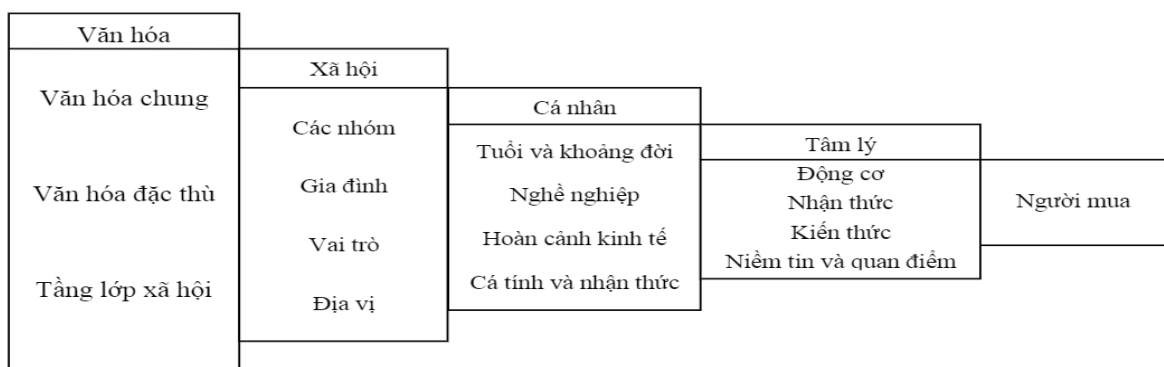 Văn hóa
Văn hóa chung
Văn hóa đặc thù
Tầng lớp xã hội
Xã hội
Các nhóm
Gia đình
Vai trò
Địa vị
Cá nhân
Tuổi và khoảng đời
Nghề nghiệp
Hoàn cảnh kinh tế
Cá tính và nhận thức
Tâm lý
Động cơ
Nhận thức
Kiến thức
Niềm tin và quan điểm
Người mua